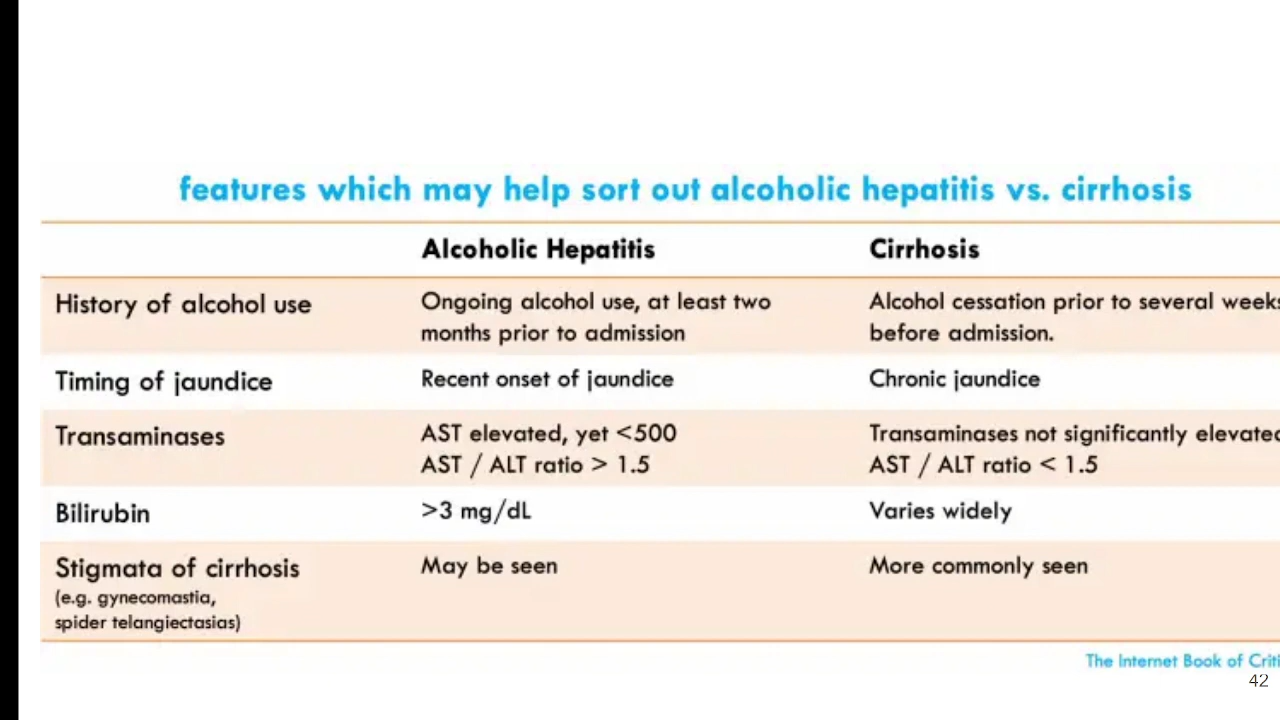 features which may help sort out alcoholic hepatitis vs. cirrhosis
Alcoholic Hepatitis Cirrhosis
History of alcohol use Ongoing alcohol use, at least two Alcohol cessation prior to several weeks
months prior to admission before admission.
Timing of jaundice Recent onset of jaundice Chronic jaundice
Transaminases AST elevated, yet <500 Transaminases not significantly elevated
AST / ALT ratio > 1.5 AST / ALT ratio < 1.5
Bilirubin >3 mg/dL Varies widely
Stigmata of cirrhosis May be seen More commonly seen
(e.g. gynecomastia,
spider telangiectasias)
The Internet Book of Criti
42